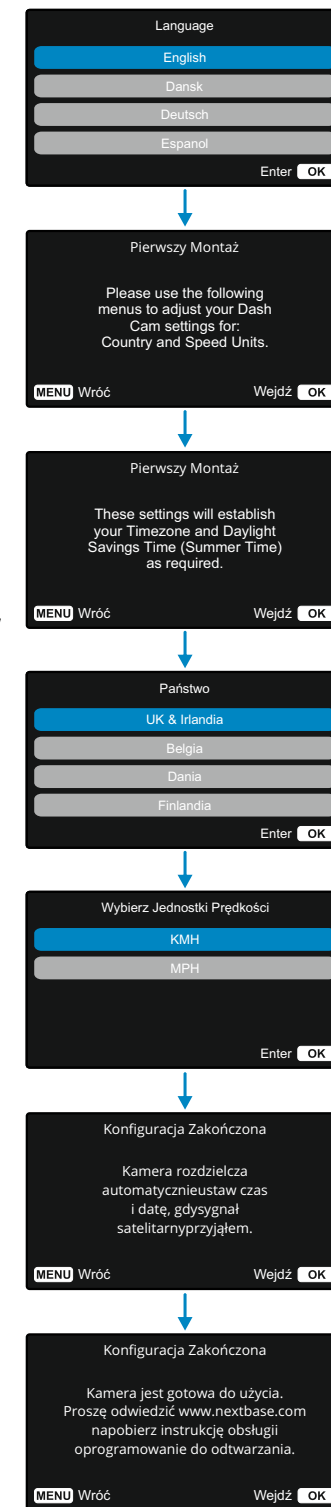 Language
English
Dansk
Deutsch
Espanol
Enter OK
Pierwszy Montaż
Please use the following
menus to adjust your Dash
Cam settings for:
Country and Speed Units.
MENU Wróć Wejdź OK
Pierwszy Montaż
These settings will establish
your Timezone and Daylight
Savings Time (Summer Time)
as required.
MENU Wróć Wejdź OK
Państwo
UK & Irlandia
Belgia
Dania
Finlandia
Enter OK
Wybierz Jednostki Prędkości
KMH
MPH
Enter OK
Konfiguracja Zakończona
Kamera rozdzielcza
automatycznieustaw czas
i datę, gdysygnał
satelitarnyprzyjąłem.
MENU Wróć Wejdź OK
Konfiguracja Zakończona
Kamera jest gotowa do użycia.
Proszę odwiedzić www.nextbase.com
napobierz instrukcję obsługii
oprogramowanie do odtwarzania.
MENU Wróć Wejdź OK